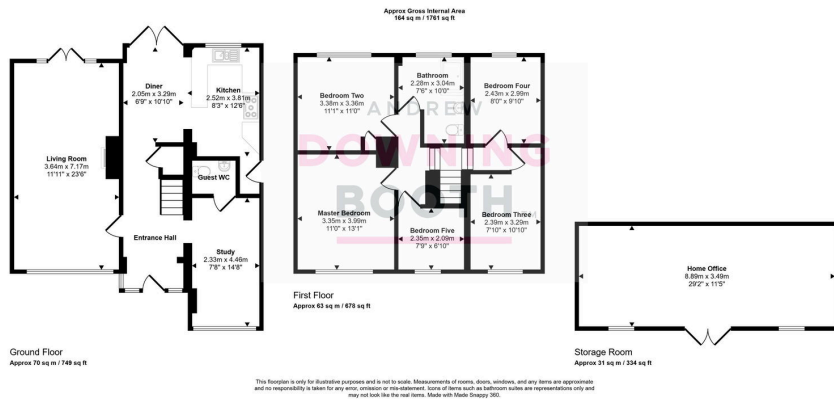 Approx Gross Internal Area
164 sq m / 1761 sq ft
Diner
2.05m x 3.29m
6'9" x 10'10"
Kitchen
2.52m x 3.81m
8'3" x 12'6"
Living Room
3.64m x 7.17m
11'11" x 23'6"
Guest WC
Entrance Hall
Study
2.33m x 4.46m
7'8" x 14'8"
Ground Floor
Approx 70 sq m / 749 sq ft
Bedroom Two
3.38m x 3.36m
11'1" x 11'0"
Bathroom
2.28m x 3.04m
7'6" x 10'0"
Bedroom Four
2.43m x 2.99m
8'0" x 9'10"
ANDREW
DOWNING
BOOTH
Master Bedroom
3.35m x 3.99m
11'0" x 13'1"
Bedroom Five
2.35m x 2.09m
7'9" x 6'10"
Bedroom Three
2.39m x 3.29m
7'10" x 10'10"
First Floor
Approx 63 sq m / 678 sq ft
Home Office
8.89m x 3.49m
29'2" x 11'5"
Storage Room
Approx 31 sq m / 334 sq ft
This floorplan is only for illustrative purposes and is not to scale. Measurements of rooms, doors, windows, and any items are approximate
and no responsibility is taken for any error, omission or mis-statement. Icons of items such as bathroom suites are representations only and
may not look like the real items. Made with Made Snappy 360.